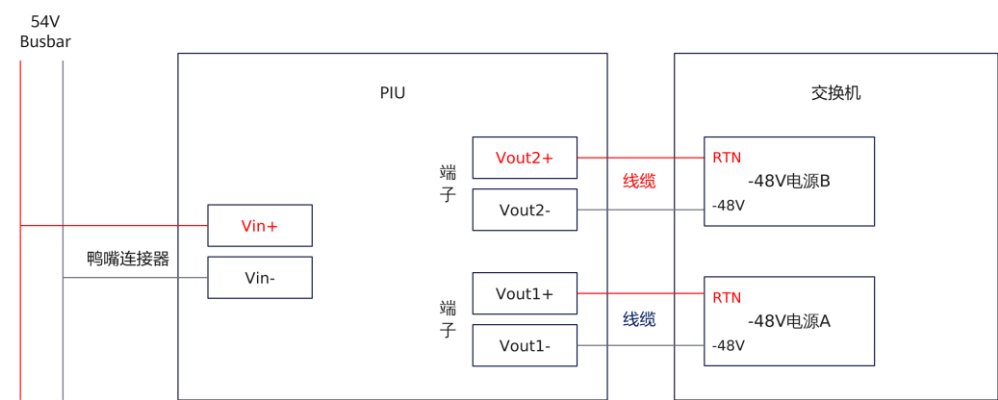 54V
Busbar
PIU
交换机
端
子
Vout2+
Vout2-
线缆
RTN
-48V电源B
-48V
Vin+
Vin-
鸭嘴连接器
端
子
Vout1+
Vout1-
线缆
RTN
-48V电源A
-48V